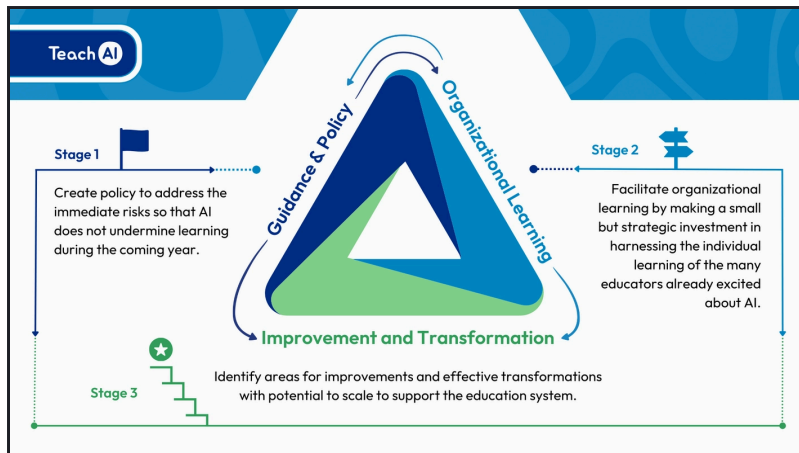 Teach AI
Guidance & Policy
Organizational Learning
Stage 1
Create policy to address the
immediate risks so that AI
does not undermine learning
during the coming year.
Stage 2
Facilitate organizational
learning by making a small
but strategic investment in
harnessing the individual
learning of the many
educators already excited
about AI.
Improvement and Transformation
Stage 3
Identify areas for improvements and effective transformations
with potential to scale to support the education system.